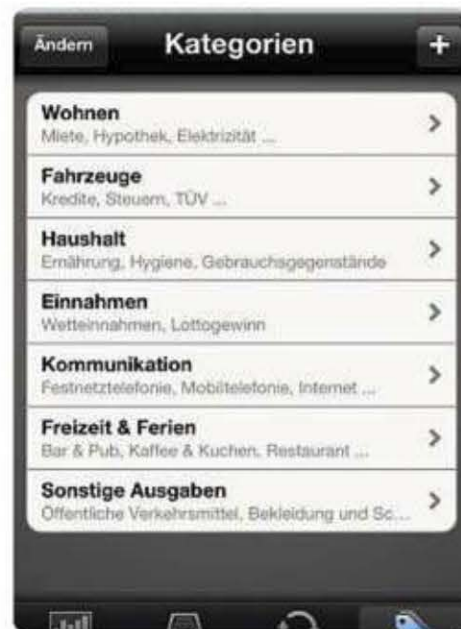 Ändern
Kategorien
+
Wohnen
Miete, Hypothek, Elektrizität ...
Fahrzeuge
Kredite, Steuern, TÜV ...
Haushalt
Ernährung, Hygiene, Gebrauchsgegenstände
Einnahmen
Wetteinnahmen, Lottogewinn
Kommunikation
Festnetztelefonie, Mobiltelefonie, Internet ...
Freizeit & Ferien
Bar & Pub, Kaffee & Kuchen, Restaurant ...
Sonstige Ausgaben
Öffentliche Verkehrsmittel, Bekleidung und Sc...